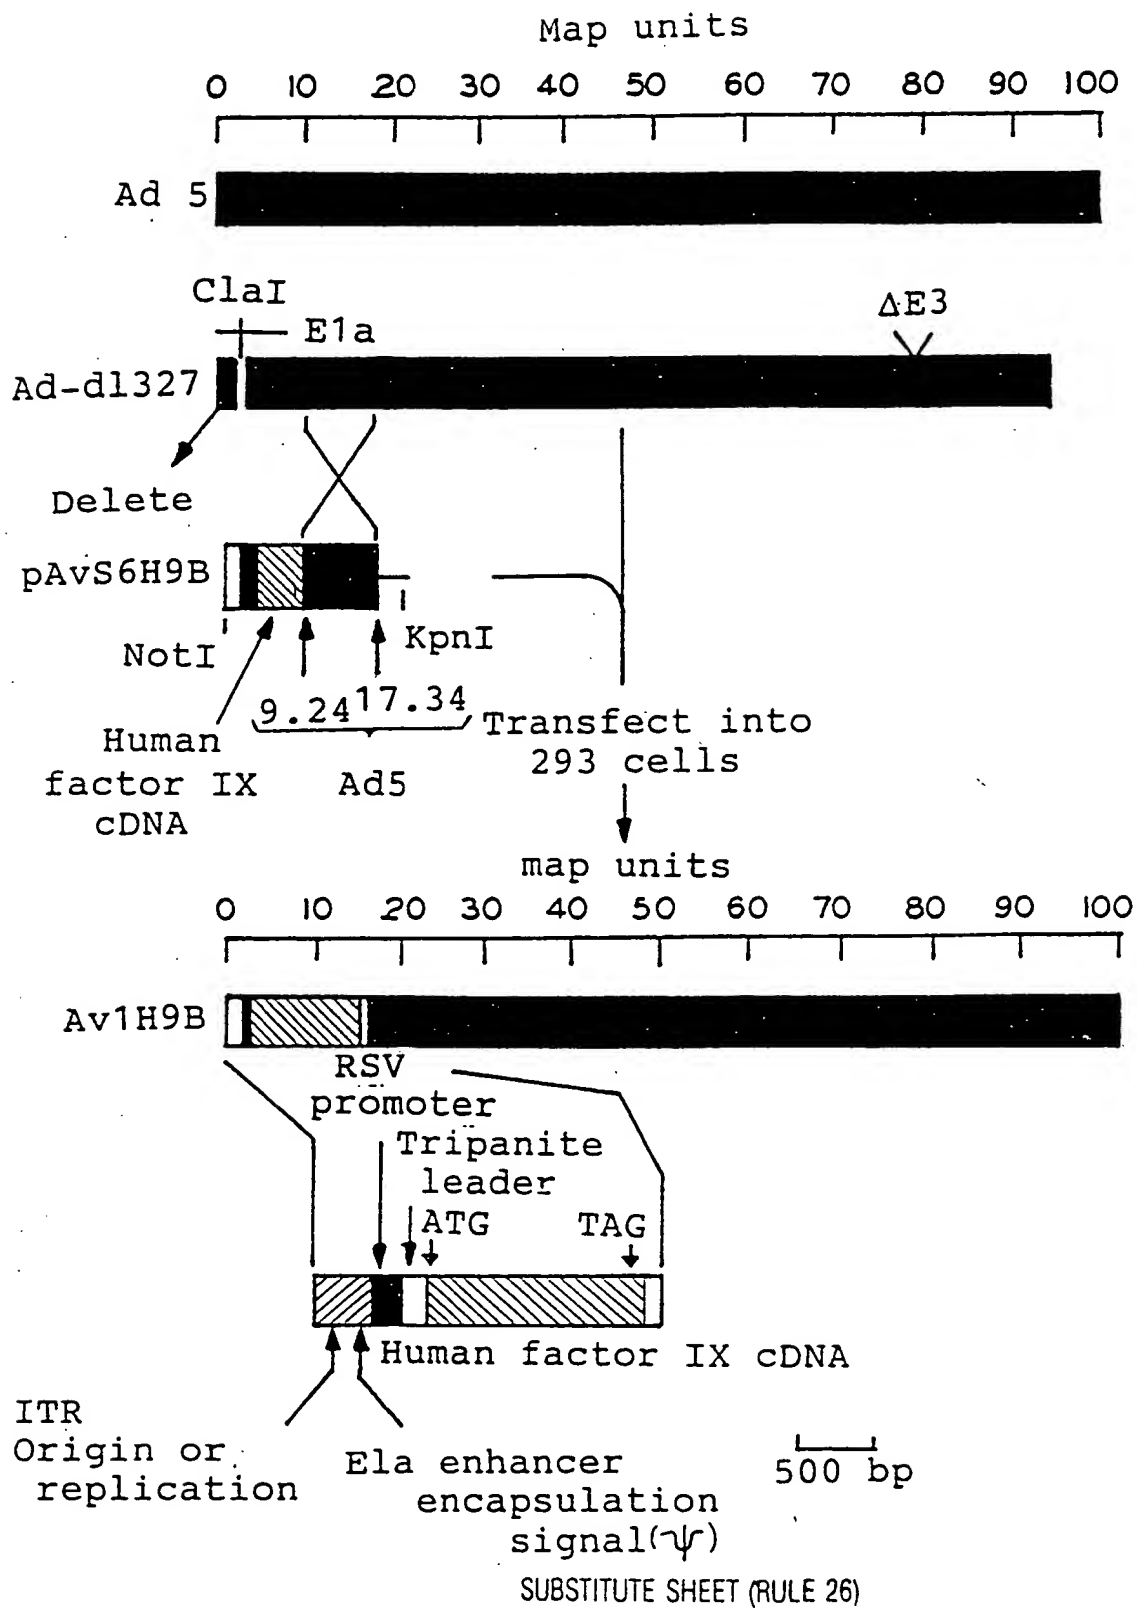 Map units
0 10 20 30 40 50 60 70 80 90 100
Ad 5
ClaI
E1a
ΔE3
Ad-dl327
Delete
pAvS6H9B
NotI
KpnI
9.24 17.34
Human
factor IX
cDNA
Ad5
Transfect into
293 cells
map units
0 10 20 30 40 50 60 70 80 90 100
Av1H9B
RSV
promoter
Tripanite
leader
ATG
TAG
Human factor IX cDNA
ITR
Origin or
replication
Ela enhancer
encapsulation
signal(ψ)
500 bp
SUBSTITUTE SHEET (RULE 26)